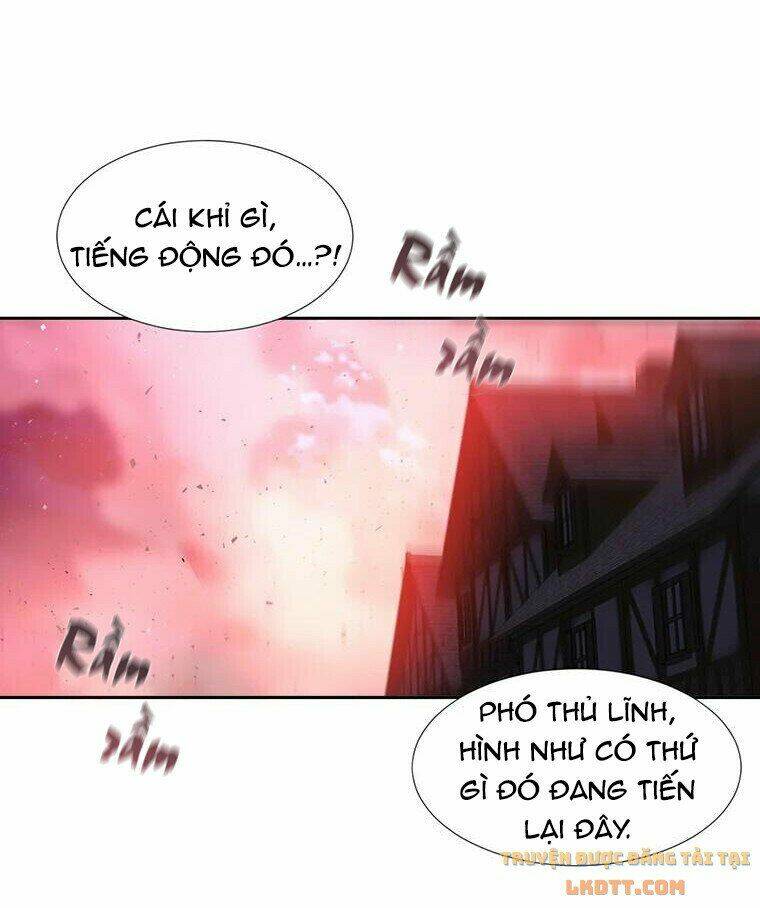 CÁI KHỈ GÌ,
TIẾNG ĐỘNG ĐÓ...?!
RẦM
RẦM
RẦM
RẦM
PHÓ THỦ LĨNH,
HÌNH NHƯ CÓ THỨ
GÌ ĐÓ ĐANG TIẾN
LẠI ĐÂY.
TRUYỆN ĐƯỢC ĐĂNG TẢI TẠI
LKDTT.COM